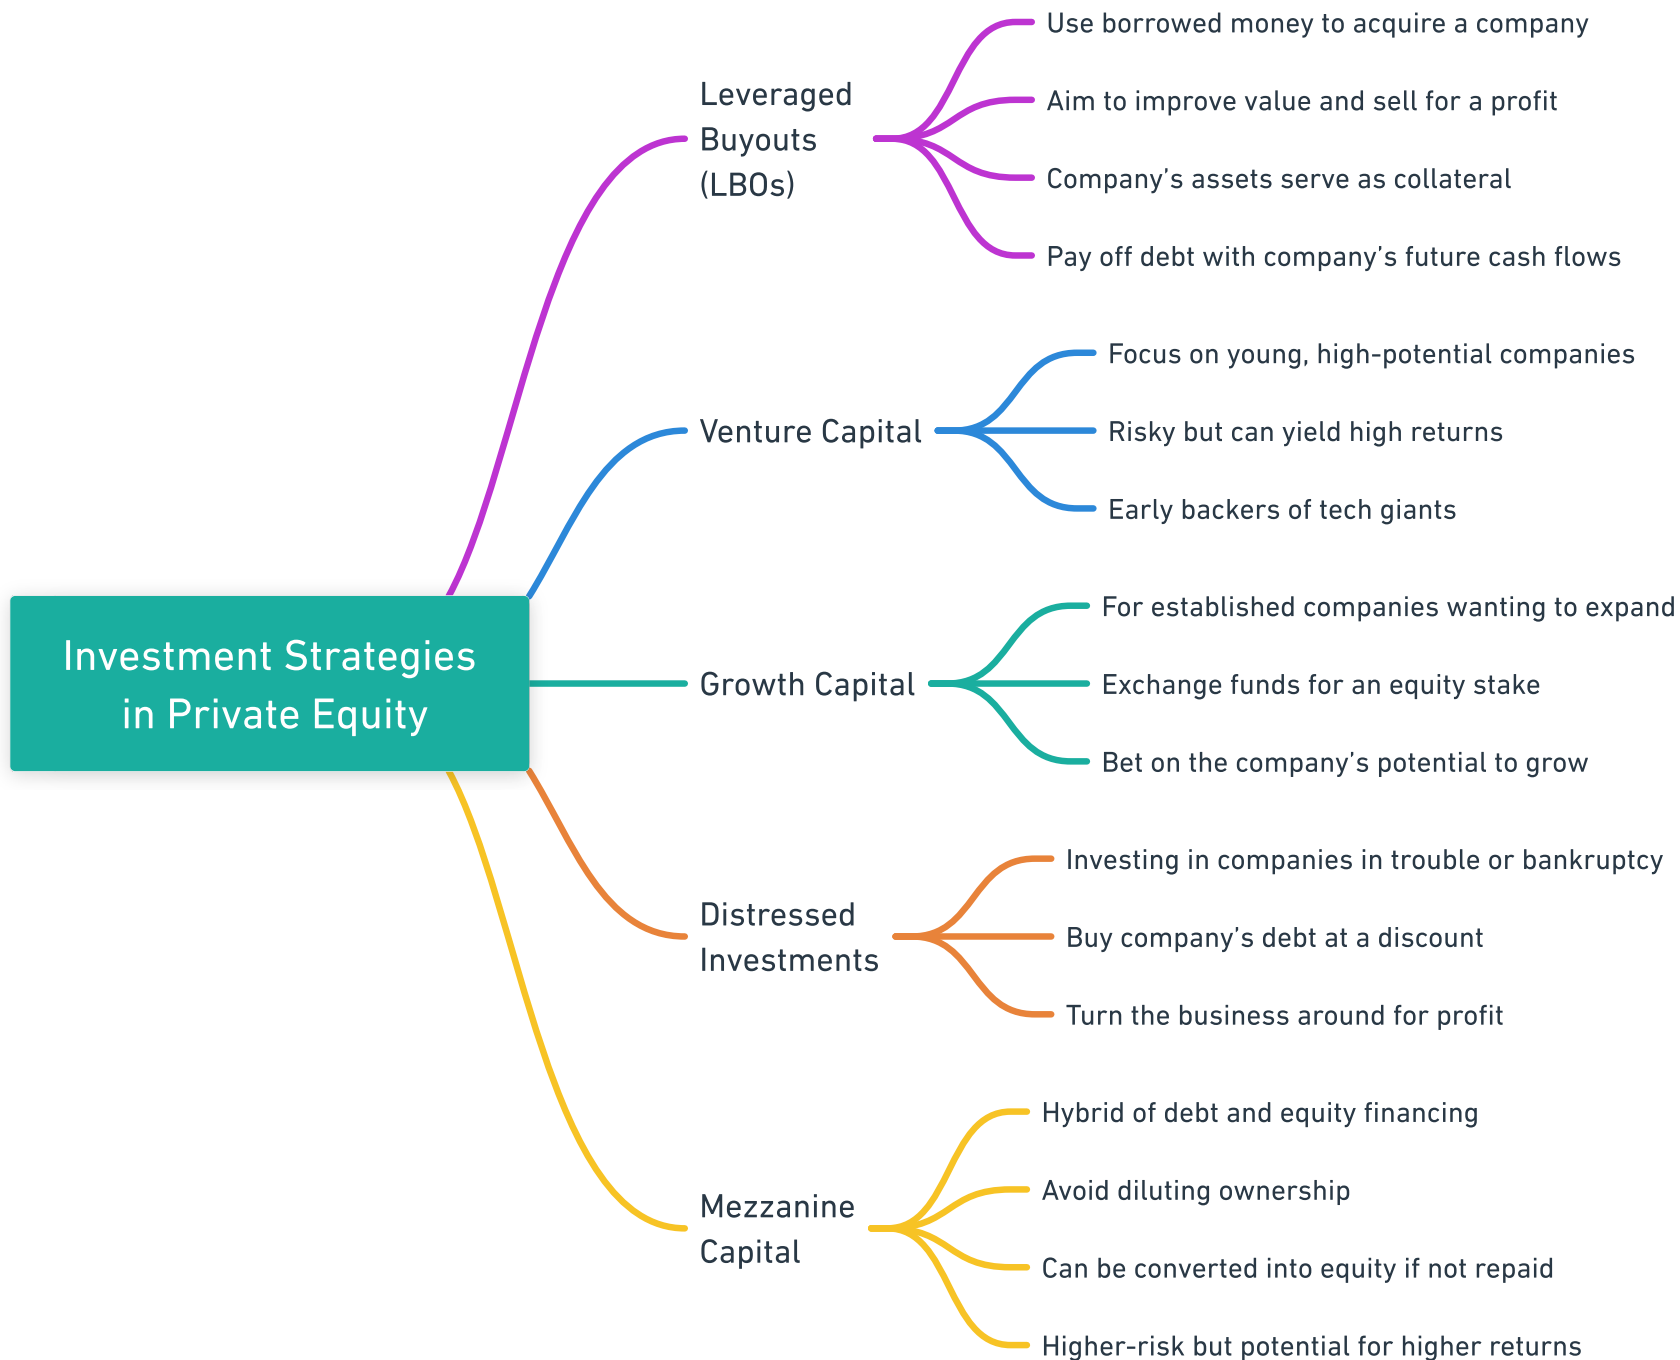 Investment Strategies
in Private Equity
Leveraged
Buyouts
(LBOs)
Use borrowed money to acquire a company
Aim to improve value and sell for a profit
Company’s assets serve as collateral
Pay off debt with company’s future cash flows
Venture Capital
Focus on young, high-potential companies
Risky but can yield high returns
Early backers of tech giants
Growth Capital
For established companies wanting to expand
Exchange funds for an equity stake
Bet on the company’s potential to grow
Distressed
Investments
Investing in companies in trouble or bankruptcy
Buy company’s debt at a discount
Turn the business around for profit
Mezzanine
Capital
Hybrid of debt and equity financing
Avoid diluting ownership
Can be converted into equity if not repaid
Higher-risk but potential for higher returns